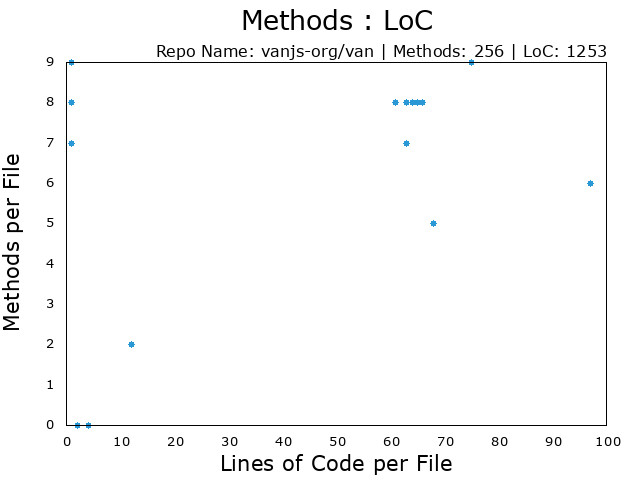 Methods : LoC
Repo Name: vanjs-org/van | Methods: 256 | LoC: 1253
Methods per File
9
8
7
6
5
4
3
2
1
0
0 10 20 30 40 50 60 70 80 90 100
Lines of Code per File